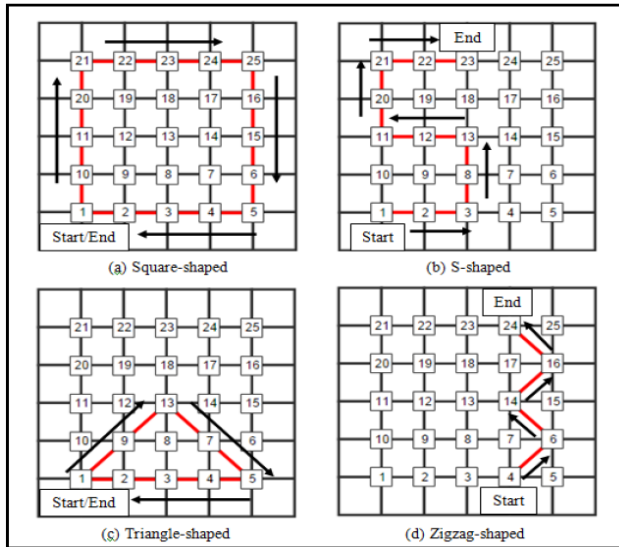 21 22 23 24 25
20 19 18 17 16
11 12 13 14 15
10 9 8 7 6
1 2 3 4 5
Start/End
(a) Square-shaped
End
21 22 23 24 25
20 19 18 17 16
11 12 13 14 15
10 9 8 7 6
1 2 3 4 5
Start
(b) S-shaped
21 22 23 24 25
20 19 18 17 16
11 12 13 14 15
10 9 8 7 6
1 2 3 4 5
Start/End
(c) Triangle-shaped
End
21 22 23 24 25
20 19 18 17 16
11 12 13 14 15
10 9 8 7 6
1 2 3 4 5
Start
(d) Zigzag-shaped